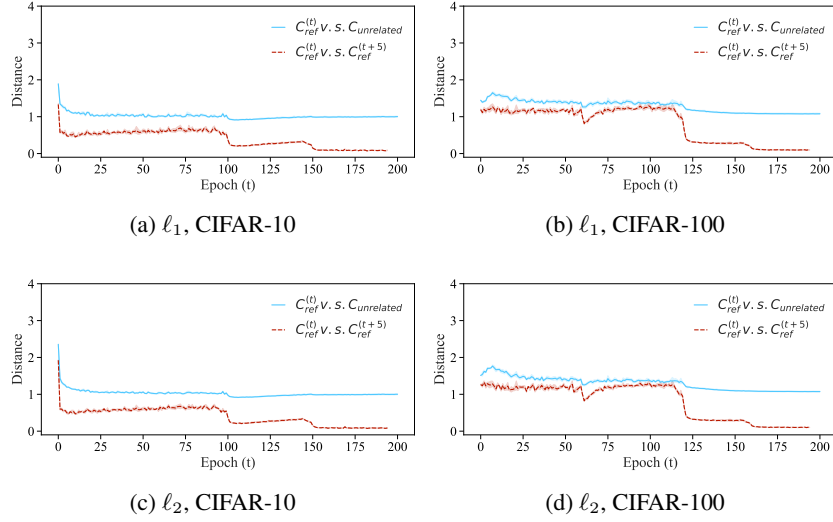 4
3
2
1
0
Distance
C_ref^(t) v.s. C_unrelated
C_ref^(t) v.s. C_ref^(t+5)
0 25 50 75 100 125 150 175 200
Epoch (t)
(a) ℓ1, CIFAR-10
4
3
2
1
0
Distance
C_ref^(t) v.s. C_unrelated
C_ref^(t) v.s. C_ref^(t+5)
0 25 50 75 100 125 150 175 200
Epoch (t)
(b) ℓ1, CIFAR-100
4
3
2
1
0
Distance
C_ref^(t) v.s. C_unrelated
C_ref^(t) v.s. C_ref^(t+5)
0 25 50 75 100 125 150 175 200
Epoch (t)
(c) ℓ2, CIFAR-10
4
3
2
1
0
Distance
C_ref^(t) v.s. C_unrelated
C_ref^(t) v.s. C_ref^(t+5)
0 25 50 75 100 125 150 175 200
Epoch (t)
(d) ℓ2, CIFAR-100